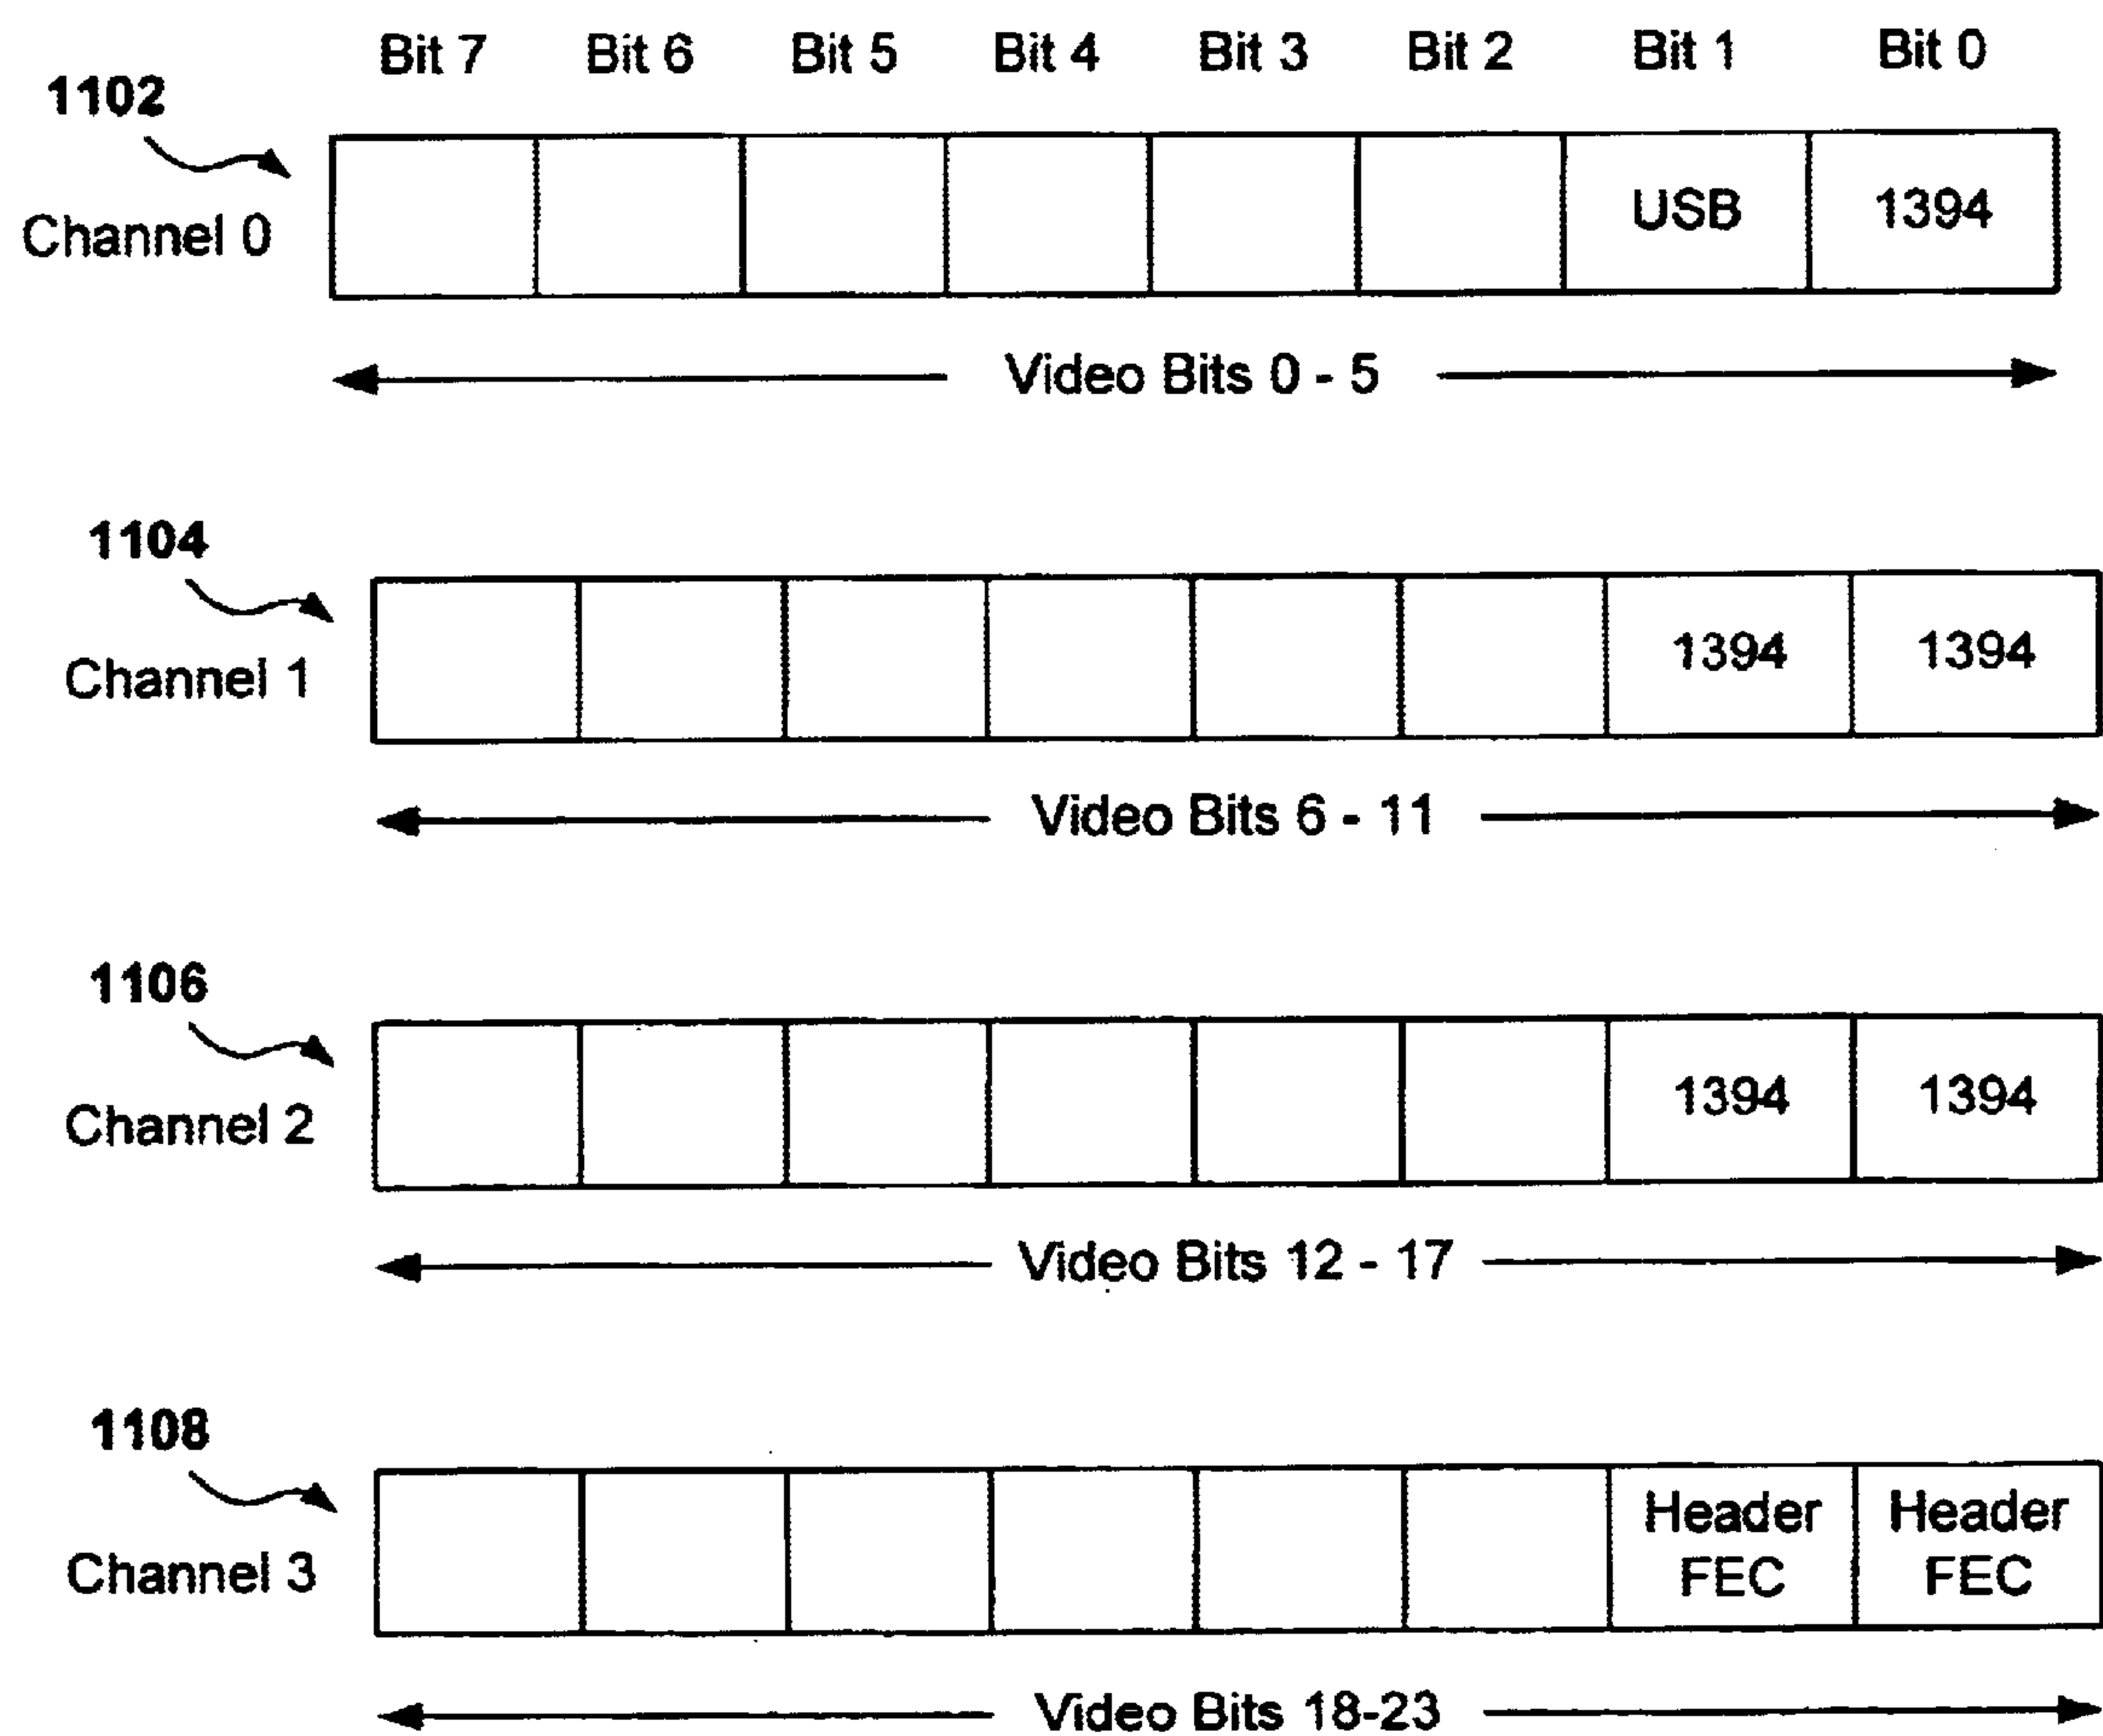 Bit 7 Bit 6 Bit 5 Bit 4 Bit 3 Bit 2 Bit 1 Bit 0
1102
Channel 0 USB 1394
Video Bits 0 - 5
1104
Channel 1 1394 1394
Video Bits 6 - 11
1106
Channel 2 1394 1394
Video Bits 12 - 17
1108
Channel 3
Header Header
FEC FEC
Video Bits 18-23